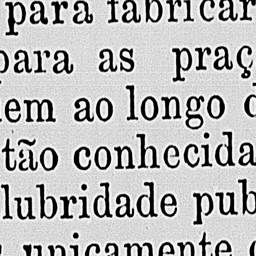 para fabricar
para as praç
em ao longo d
tão conhecida
lubridade pub
unicamente